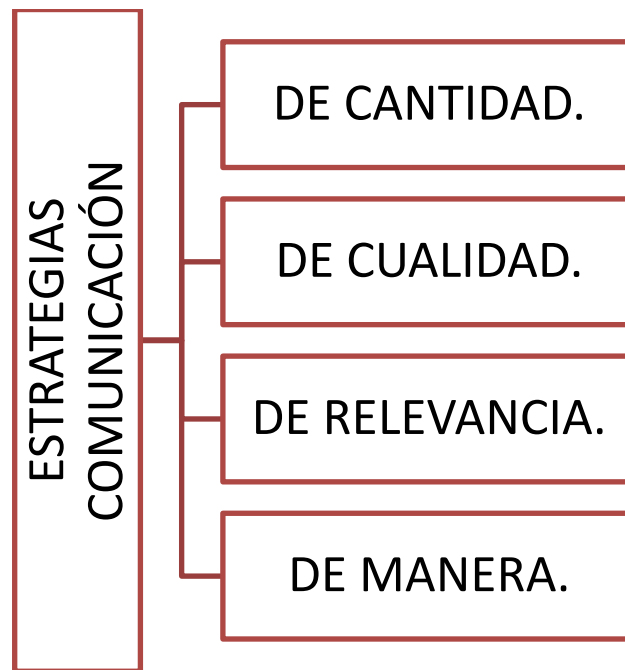 ESTRATEGIAS
COMUNICACIÓN
DE CANTIDAD.
DE CUALIDAD.
DE RELEVANCIA.
DE MANERA.